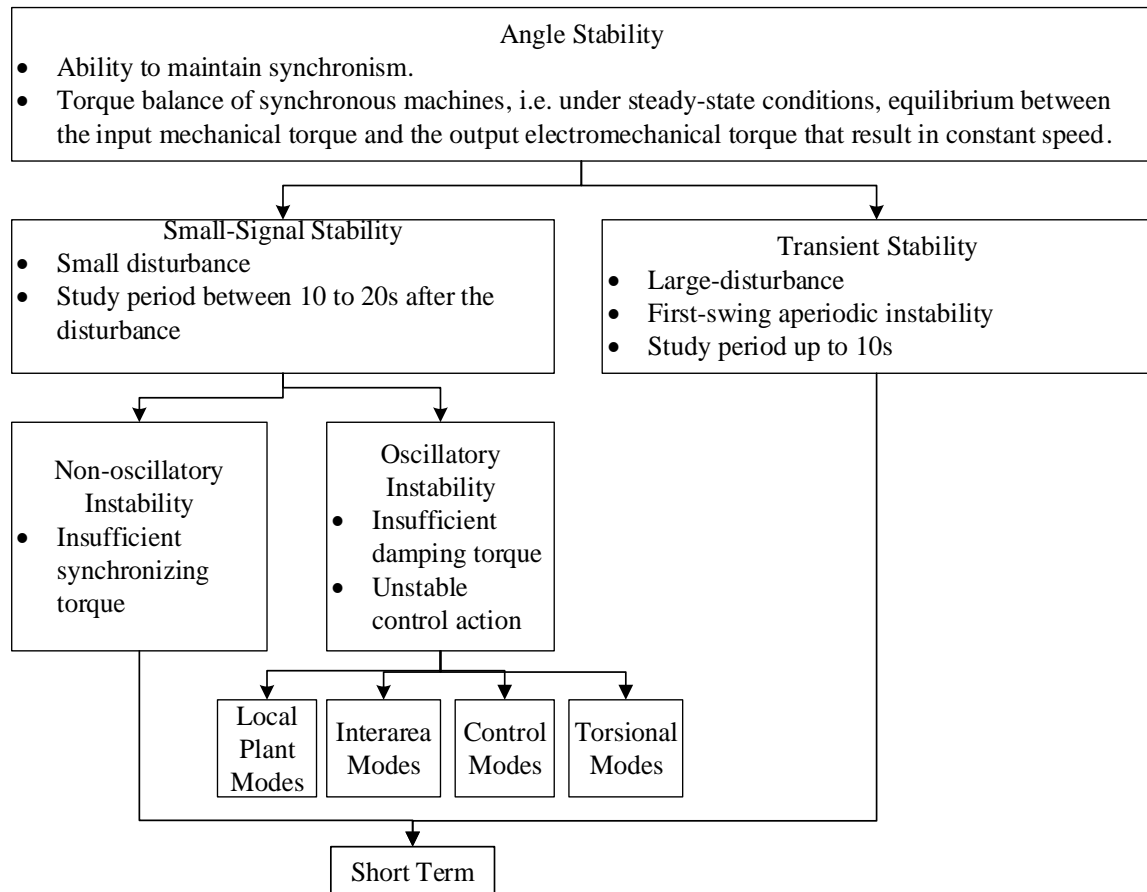 Angle Stability
• Ability to maintain synchronism.
• Torque balance of synchronous machines, i.e. under steady-state conditions, equilibrium between
the input mechanical torque and the output electromechanical torque that result in constant speed.
Small-Signal Stability
• Small disturbance
• Study period between 10 to 20s after the
disturbance
Transient Stability
• Large-disturbance
• First-swing aperiodic instability
• Study period up to 10s
Non-oscillatory
Instability
• Insufficient
synchronizing
torque
Oscillatory
Instability
• Insufficient
damping torque
• Unstable
control action
Local
Plant
Modes
Interarea
Modes
Control
Modes
Torsional
Modes
Short Term